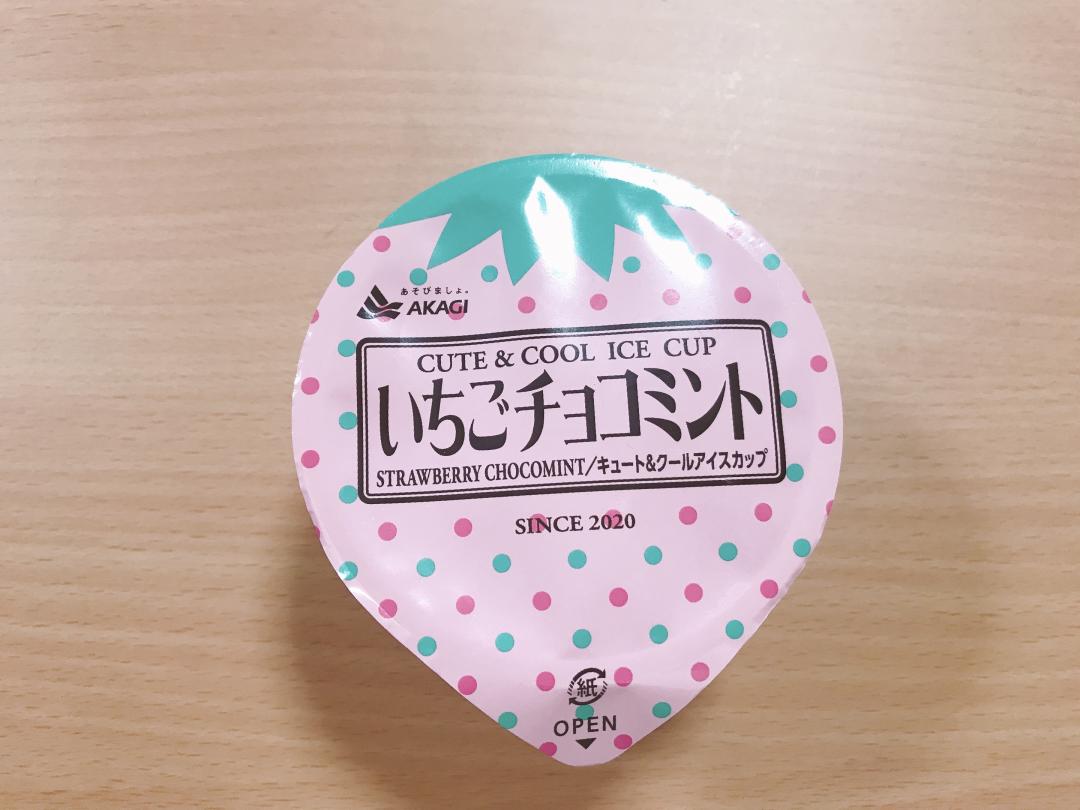 あそびましょ。
AKAGI
CUTE & COOL ICE CUP
いちごチョコミント
STRAWBERRY CHOCOMINT/キュート&クールアイスカップ
SINCE 2020
紙
OPEN